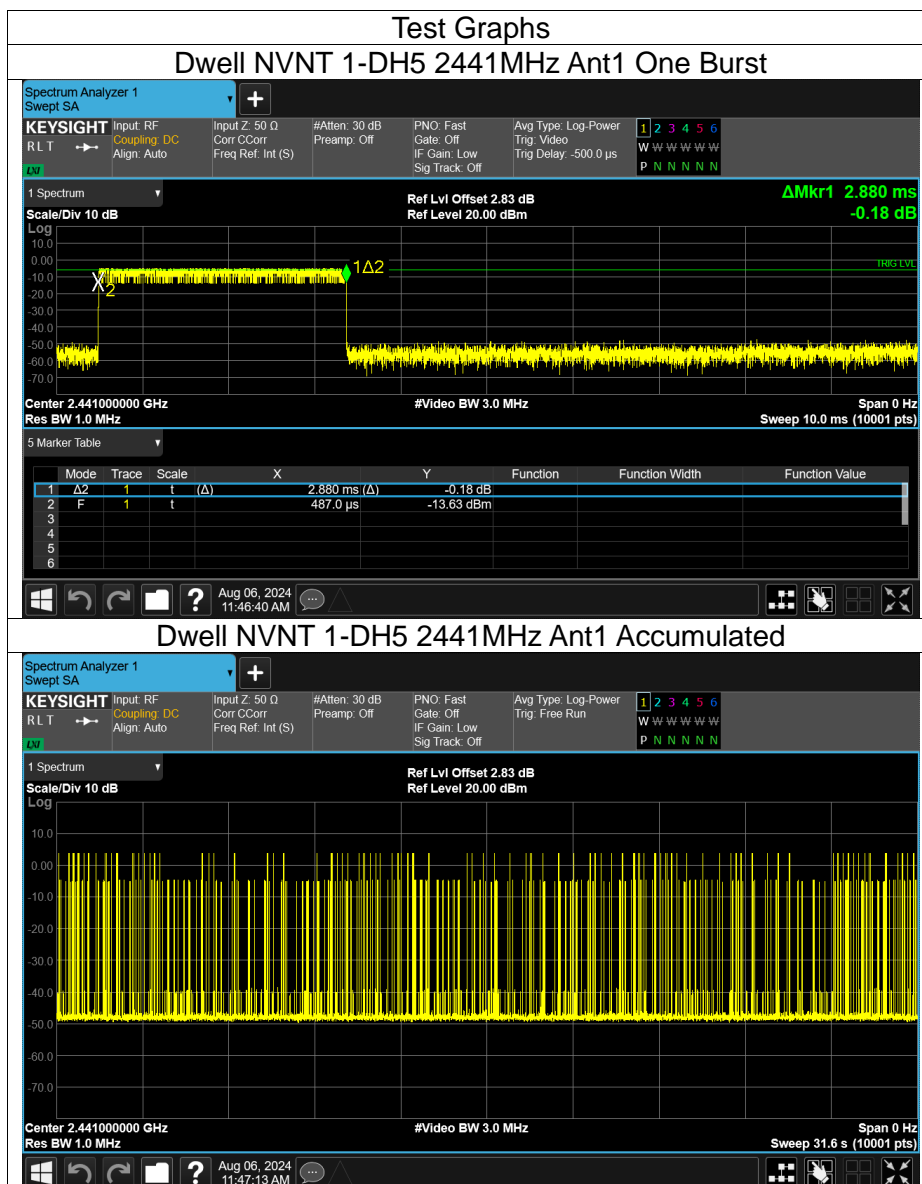 Test Graphs
Dwell NVNT 1-DH5 2441MHz Ant1 One Burst
Spectrum Analyzer 1
Swept SA
+
KEYSIGHT Input: RF Input Z: 50 Ω #Atten: 30 dB PNO: Fast Avg Type: Log-Power 1 2 3 4 5 6
RLT Coupling: DC Corr CCorr Preamp: Off Gate: Off Trig: Video W W W W W W
Align: Auto Freq Ref: Int (S) IF Gain: Low Trig Delay: -500.0 µs
LXI Sig Track: Off P N N N N N
1 Spectrum Ref Lvl Offset 2.83 dB ΔMkr1 2.880 ms
Scale/Div 10 dB Ref Level 20.00 dBm -0.18 dB
Log
10.0
0.00
TRIG LVL
1Δ2
-10.0
X2
-20.0
-30.0
-40.0
-50.0
-60.0
-70.0
Center 2.441000000 GHz #Video BW 3.0 MHz Span 0 Hz
Res BW 1.0 MHz Sweep 10.0 ms (10001 pts)
5 Marker Table
Mode Trace Scale X Y Function Function Width Function Value
1 Δ2 1 t (Δ) 2.880 ms (Δ) -0.18 dB
2 F 1 t 487.0 µs -13.63 dBm
3
4
5
6
? Aug 06, 2024
11:46:40 AM
Dwell NVNT 1-DH5 2441MHz Ant1 Accumulated
Spectrum Analyzer 1
Swept SA
+
KEYSIGHT Input: RF Input Z: 50 Ω #Atten: 30 dB PNO: Fast Avg Type: Log-Power 1 2 3 4 5 6
RLT Coupling: DC Corr CCorr Preamp: Off Gate: Off Trig: Free Run W W W W W W
Align: Auto Freq Ref: Int (S) IF Gain: Low
LXI Sig Track: Off P N N N N N
1 Spectrum Ref Lvl Offset 2.83 dB
Scale/Div 10 dB Ref Level 20.00 dBm
Log
10.0
0.00
-10.0
-20.0
-30.0
-40.0
-50.0
-60.0
-70.0
Center 2.441000000 GHz #Video BW 3.0 MHz Span 0 Hz
Res BW 1.0 MHz Sweep 31.6 s (10001 pts)
? Aug 06, 2024
11:47:13 AM